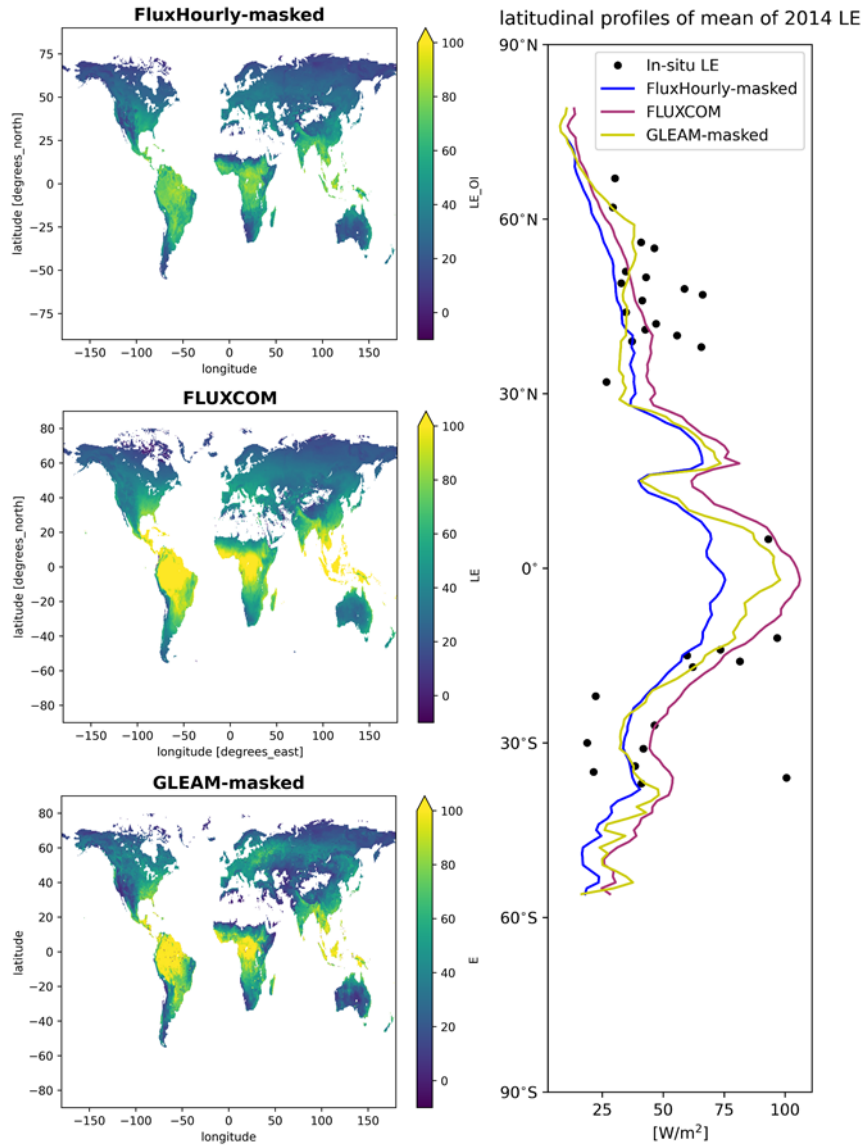 FluxHourly-masked
75
50
25
0
−25
−50
−75
latitude [degrees_north]
−150 −100 −50 0 50 100 150
longitude
100
80
60
40
20
0
LE_OI
FLUXCOM
80
60
40
20
0
−20
−40
−60
−80
latitude [degrees_north]
−150 −100 −50 0 50 100 150
longitude [degrees_east]
100
80
60
40
20
0
LE
GLEAM-masked
80
60
40
20
0
−20
−40
−60
−80
latitude
−150 −100 −50 0 50 100 150
longitude
100
80
60
40
20
0
E
latitudinal profiles of mean of 2014 LE
90°N
60°N
30°N
0°
30°S
60°S
90°S
In-situ LE
FluxHourly-masked
FLUXCOM
GLEAM-masked
25 50 75 100
[W/m²]